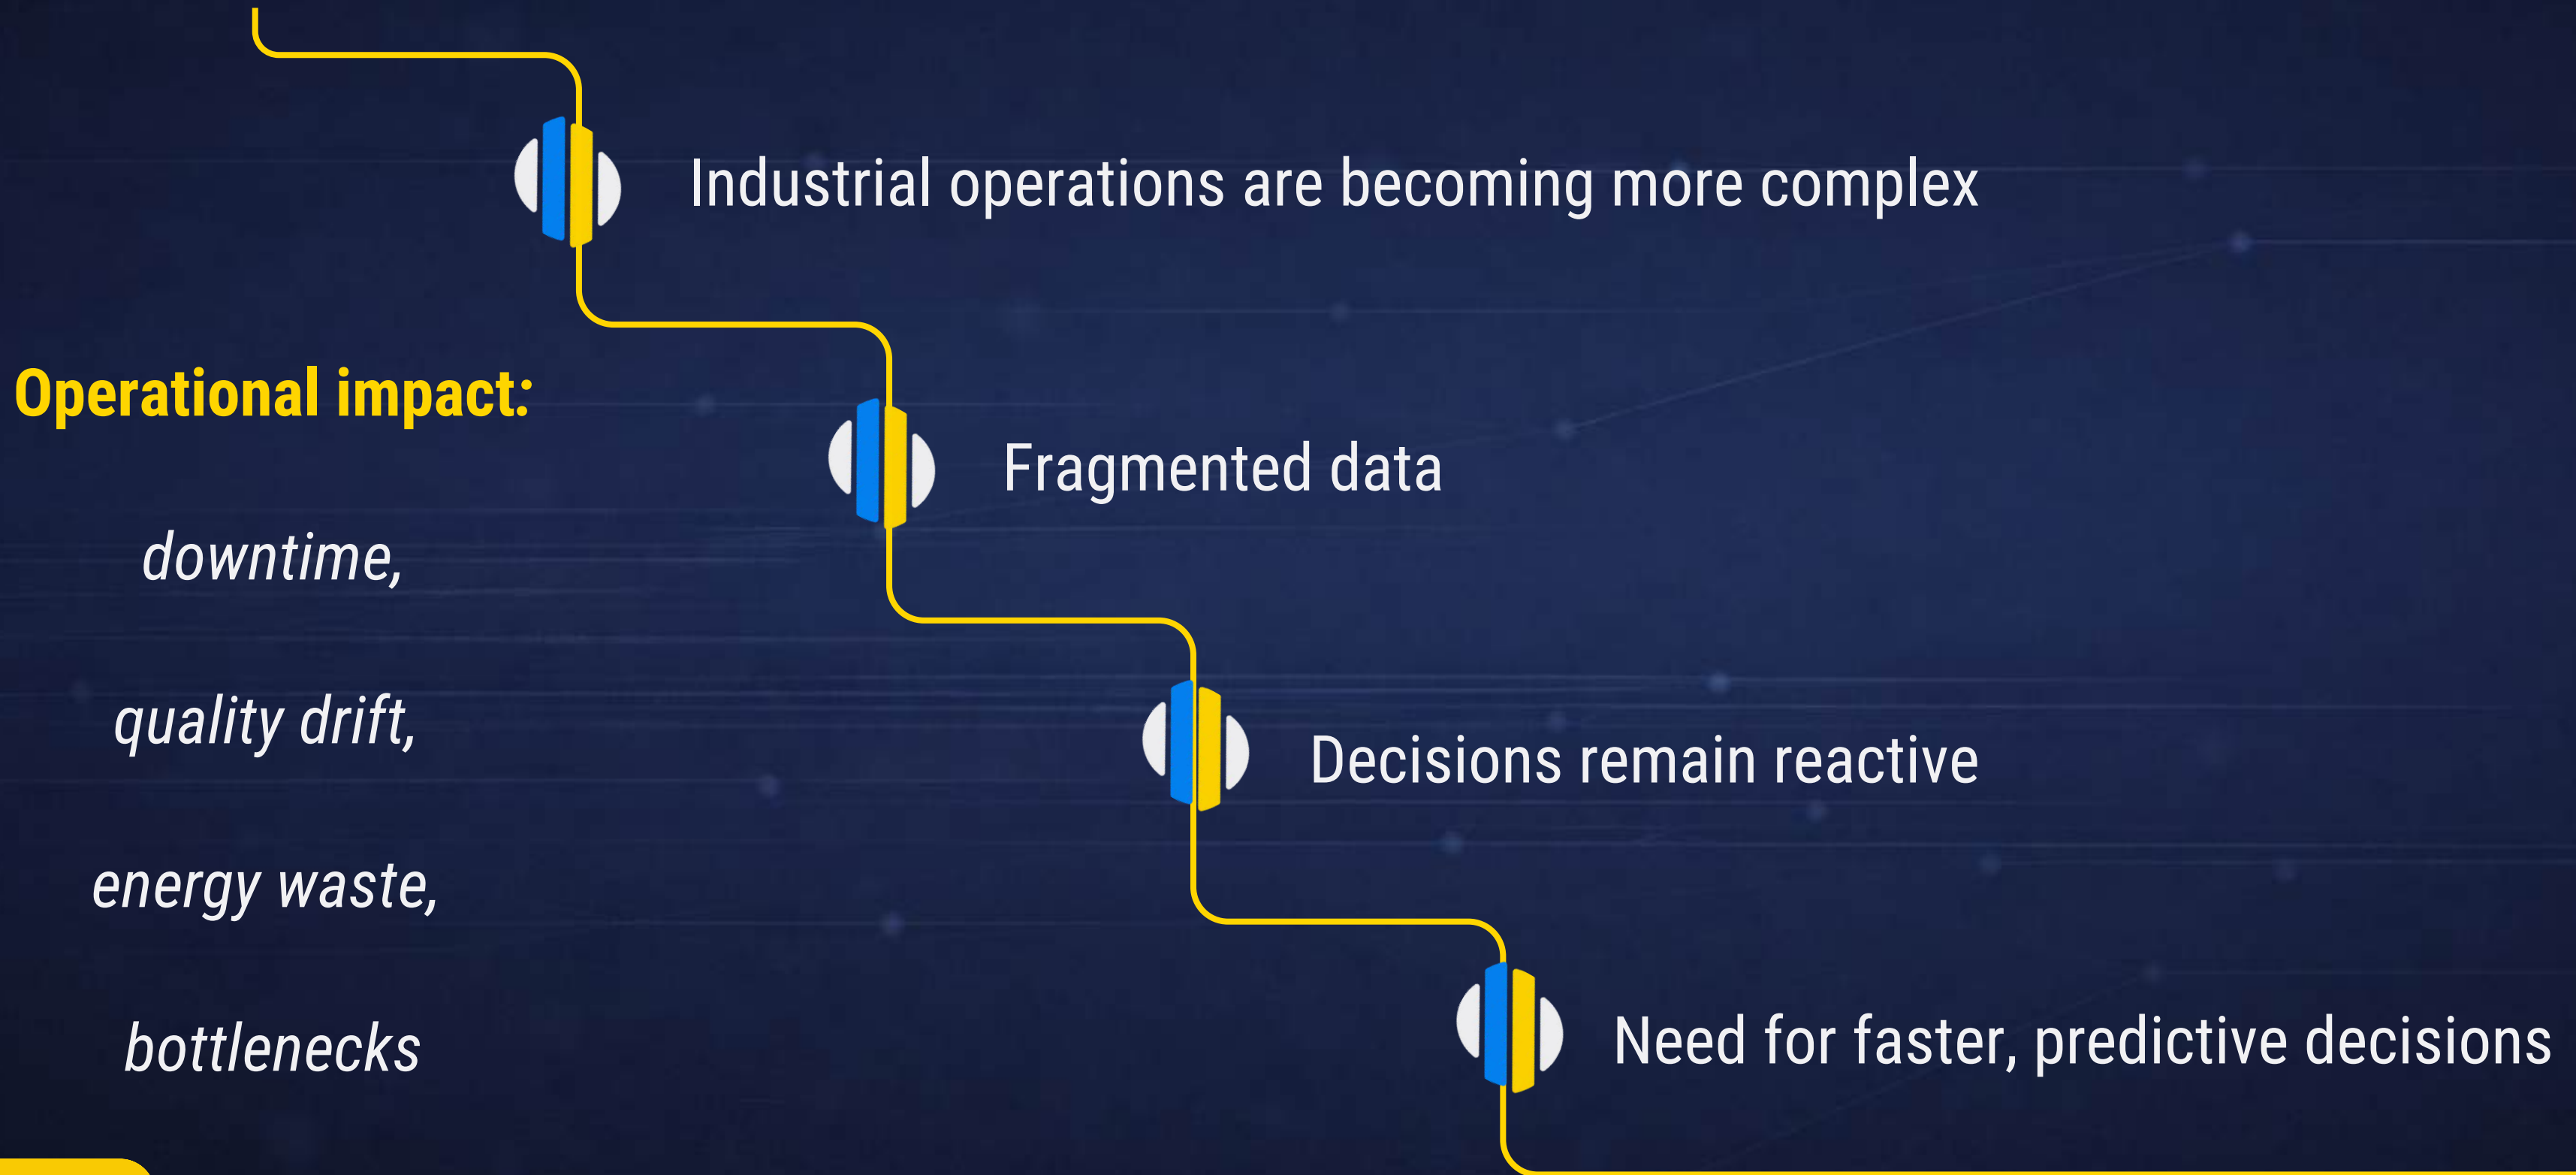 Industrial operations are becoming more complex
Operational impact:
downtime,
quality drift,
energy waste,
bottlenecks
Fragmented data
Decisions remain reactive
Need for faster, predictive decisions